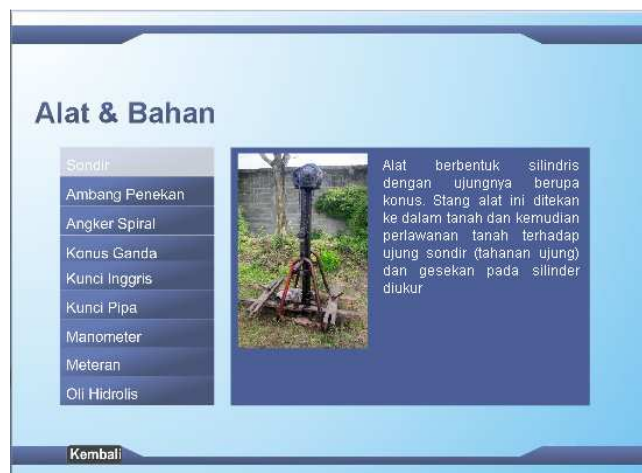 Alat & Bahan
Sondir
Ambang Penekan
Angker Spiral
Konus Ganda
Kunci Inggris
Kunci Pipa
Manometer
Meteran
Oli Hidrolis
Alat berbentuk silindris
dengan ujungnya berupa
konus. Stang alat ini ditekan
ke dalam tanah dan kemudian
perlawanan tanah terhadap
ujung sondir (tahanan ujung)
dan gesekan pada silinder
diukur
Kembali